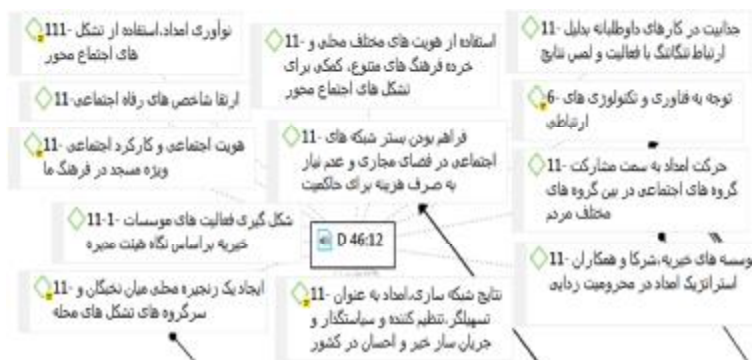 نوآوری امداد،استفاده از تشکل -111
های اجتماع محور
ارتقا شاخص های رفاه اجتماعی-11
هویت اجتماعی و کارکرد اجتماعی -11
ویژه مسجد در فرهنگ ما
شکل گیری فعالیت های موسسات -11-1
خیریه بر اساس نگاه هیئت مدیره
ایجاد یک زنجیره محلی میان نخبگان و -11
سرگروه های تشکل های محله
استفاده از هویت های مختلف محلی و -11
خرده فرهنگ های متنوع، کمکی برای
تشکل های اجتماع محور
فراهم بودن بستر شبکه های -11
اجتماعی در فضای مجازی و عدم نیاز
به صرف هزینه برای حاکمیت
D 46:12
نتایج شبکه سازی،امداد به عنوان -11
تسهیلگر،تنظیم کننده و سیاستگذار و
جریان ساز خیر و احسان در کشور
جذابیت در کار های داوطلبانه بدلیل -11
ارتباط تنگاتنگ با فعالیت و لمس نتایج
توجه به فناوری و تکنولوژی های -6
ارتباطی
حرکت امداد به سمت مشارکت -11
گروه های اجتماعی در بین گروه های
مختلف مردم
وسسه های خیریه،شرکا و همکاران -11
استراتژیک امداد در محرومیت زدایی